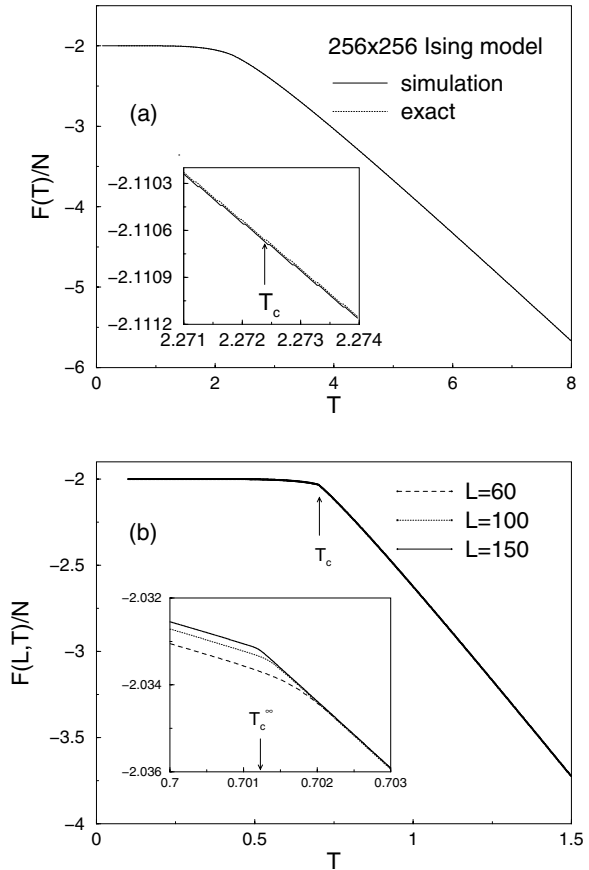 256x256 Ising model
simulation
exact
(a)
F(T)/N
−2
−3
−4
−5
−6
−2.1103
−2.1106
−2.1109
−2.1112
T_c
2.271 2.272 2.273 2.274
0 2 4 6 8
T
L=60
L=100
L=150
(b)
T_c
F(L,T)/N
−2
−2.5
−3
−3.5
−4
−2.032
−2.034
−2.036
T_c^∞
0.7 0.701 0.702 0.703
0 0.5 1 1.5
T